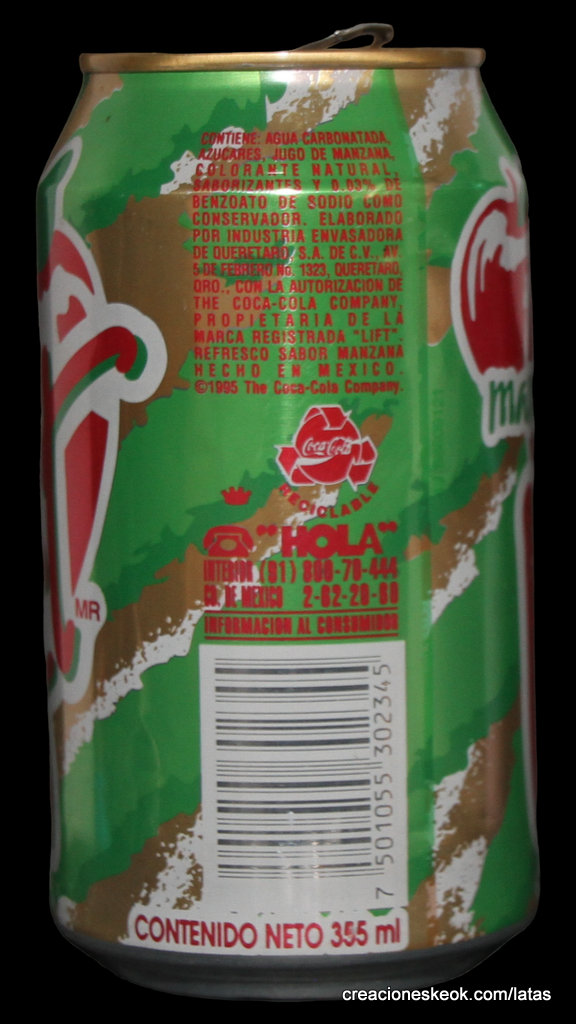 CONTIENE: AGUA CARBONATADA,
AZUCARES, JUGO DE MANZANA,
COLORANTE NATURAL,
SABORIZANTES Y 0.03% DE
BENZOATO DE SODIO COMO
CONSERVADOR. ELABORADO
POR INDUSTRIA ENVASADORA
DE QUERETARO, S.A. DE C.V., AV.
5 DE FEBRERO No. 1323, QUERETARO,
QRO., CON LA AUTORIZACION DE
THE COCA-COLA COMPANY,
PROPIETARIA DE LA
MARCA REGISTRADA "LIFT".
REFRESCO SABOR MANZANA
HECHO EN MEXICO.
©1995 The Coca-Cola Company.
Coca-Cola
RECICLABLE
"HOLA"
INTERIOR (91) 800-70-444
CD. DE MEXICO 2-62-20-60
INFORMACION AL CONSUMIDOR
MR
7 501055 302345
CONTENIDO NETO 355 ml
creacioneskeok.com/latas